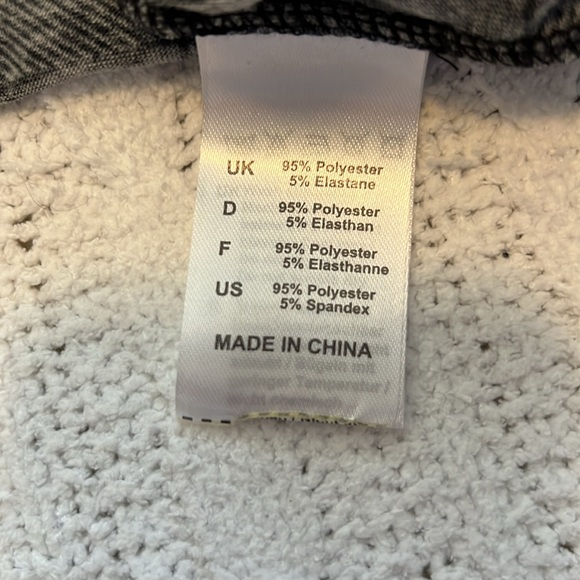 UK 95% Polyester
5% Elastane
D 95% Polyester
5% Elasthan
F 95% Polyester
5% Elasthanne
US 95% Polyester
5% Spandex
MADE IN CHINA